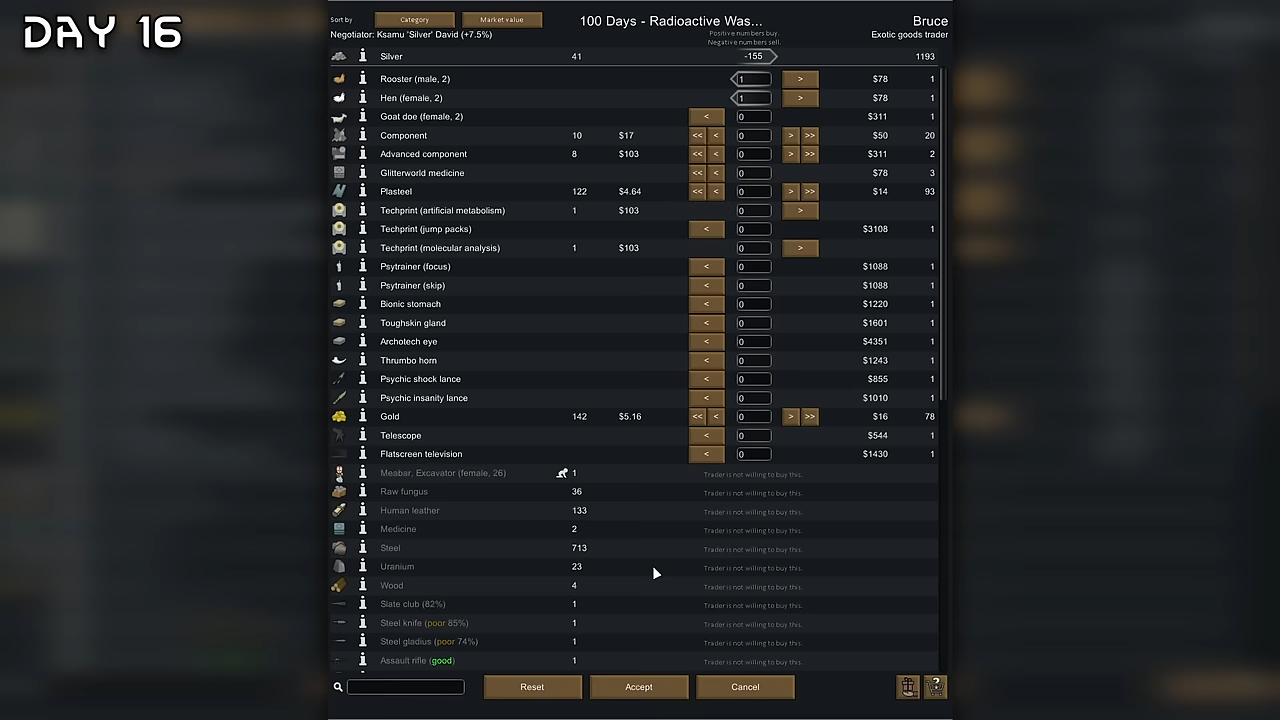 DAY 16
Sort by Category Market value 100 Days - Radioactive Was... Bruce
Negotiator: Ksamu 'Silver' David (+7.5%) Positive numbers buy. Exotic goods trader
Negative numbers sell.
Silver 41 -155 1193
Rooster (male, 2) 1 > $78 1
Hen (female, 2) 1 > $78 1
Goat doe (female, 2) < 0 $311 1
Component 10 $17 << < 0 > >> $50 20
Advanced component 8 $103 << < 0 > >> $311 2
Glitterworld medicine << < 0 $78 3
Plasteel 122 $4.64 << < 0 > >> $14 93
Techprint (artificial metabolism) 1 $103 0 >
Techprint (jump packs) < 0 $3108 1
Techprint (molecular analysis) 1 $103 0 >
Psytrainer (focus) < 0 $1088 1
Psytrainer (skip) < 0 $1088 1
Bionic stomach < 0 $1220 1
Toughskin gland < 0 $1601 1
Archotech eye < 0 $4351 1
Thrumbo horn < 0 $1243 1
Psychic shock lance < 0 $855 1
Psychic insanity lance < 0 $1010 1
Gold 142 $5.16 << < 0 > >> $16 78
Telescope < 0 $544 1
Flatscreen television < 0 $1430 1
Meabar, Excavator (female, 26) 1 Trader is not willing to buy this.
Raw fungus 36 Trader is not willing to buy this.
Human leather 133 Trader is not willing to buy this.
Medicine 2 Trader is not willing to buy this.
Steel 713 Trader is not willing to buy this.
Uranium 23 Trader is not willing to buy this.
Wood 4 Trader is not willing to buy this.
Slate club (82%) 1 Trader is not willing to buy this.
Steel knife (poor 85%) 1 Trader is not willing to buy this.
Steel gladius (poor 74%) 1 Trader is not willing to buy this.
Assault rifle (good) 1 Trader is not willing to buy this.
Reset Accept Cancel